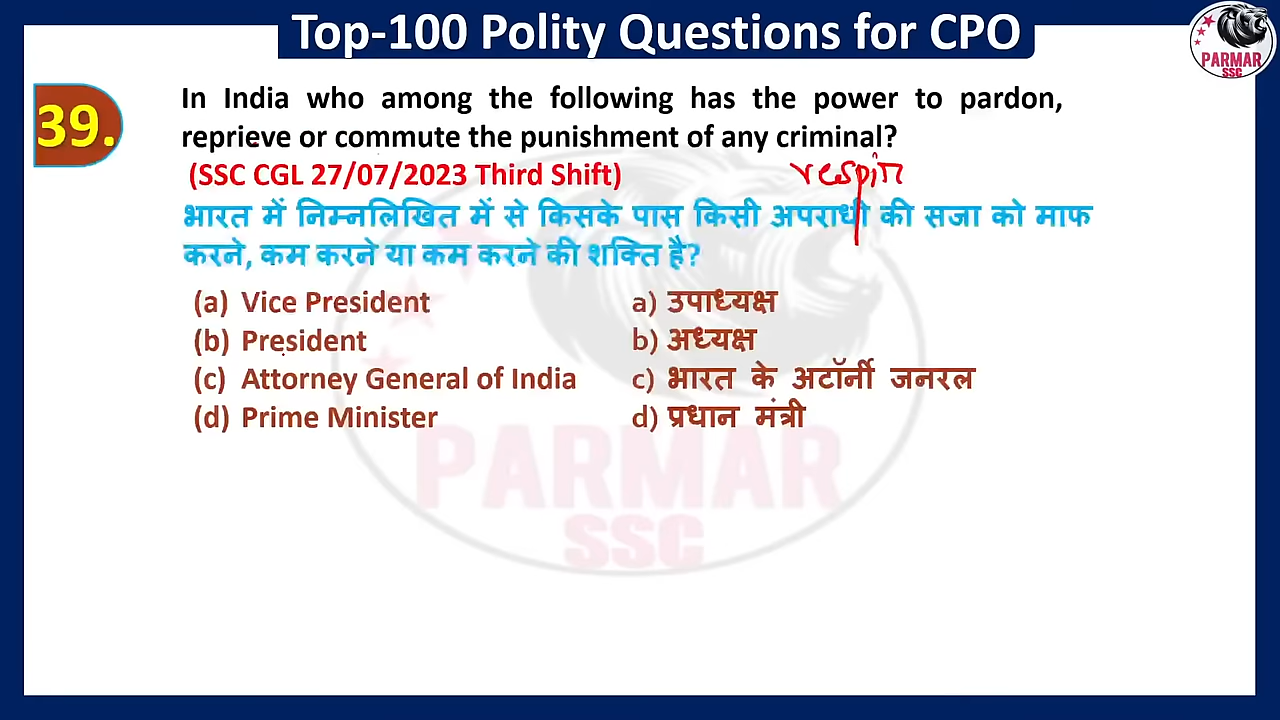 Top-100 Polity Questions for CPO
PARMAR
SSC
39.
In India who among the following has the power to pardon,
reprieve or commute the punishment of any criminal?
(SSC CGL 27/07/2023 Third Shift)
भारत में निम्नलिखित में से किसके पास किसी अपराधी की सजा को माफ
करने, कम करने या कम करने की शक्ति है?
(a) Vice President
(b) President
(c) Attorney General of India
(d) Prime Minister
a) उपाध्यक्ष
b) अध्यक्ष
c) भारत के अटॉर्नी जनरल
d) प्रधान मंत्री
PARMAR
SSC